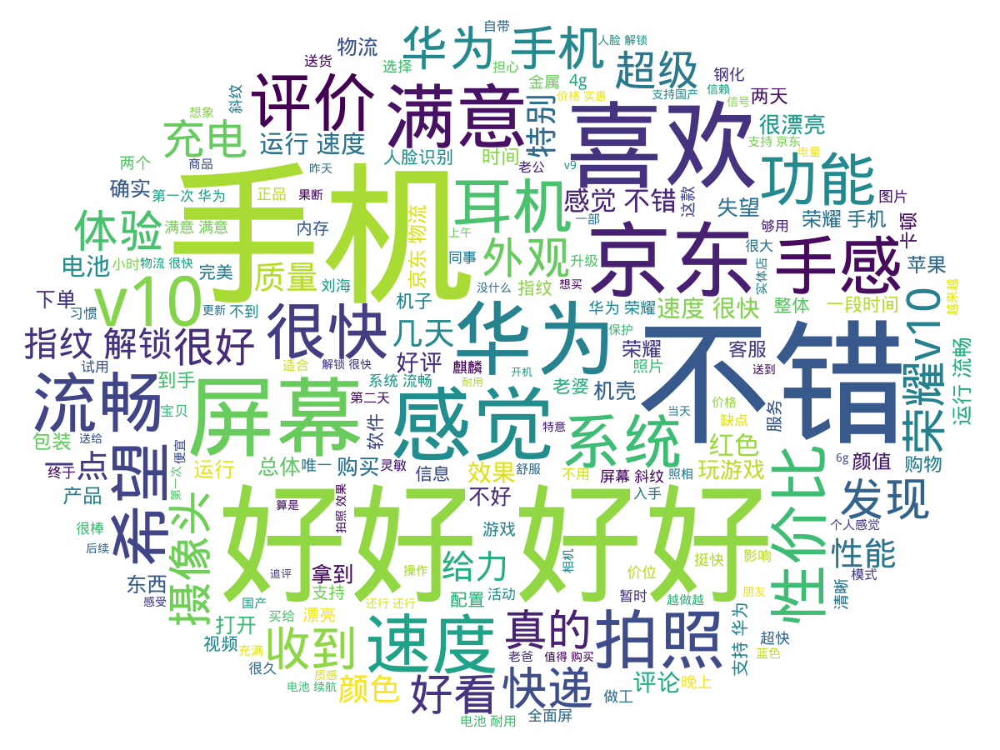 自带
华为 手机
人脸 解锁
物流
送货
选择
担心
超级
钢化
金属
4g
支持国产
信赖
评价
满意
价格 实惠
信号
两天
斜纹
想象
特别
喜欢
很漂亮
充电
运行 速度
人脸识别
时间
支持 京东
电量
两个
商品
昨天
老公
v9
功能
确实
第一次 华为
正品
果断
手机
耳机
感觉 不错
这款
失望
图片
体验
满意 满意
内存
京东 物流
上午
一部
京东
够用
荣耀 手机
卡顿
小时
物流 很快
同事
外观
升级
很大
手感
苹果
电池
完美
质量
刘海
没什么
指纹
想买
实体店
下单
v10
机子
华为 荣耀
速度 很快
整体
一段时间
越来越
习惯
更新
不到
很快
几天
华为
保护
不错
荣耀v10
指纹 解锁
很好
好评
麒麟
开机
荣耀
客服
试用
适合
解锁 很快
照片
送到
运行 流畅
流畅
到手
系统 流畅
耐用
老婆
机壳
宝贝
屏幕
第二天
感觉
当天
价格
缺点
服务
包装
送给
便宜
软件
特意
系统
红色
一点
终于
希望
第一次
运行
总体
唯一
购买
灵敏
信息
效果
舒服
不用
屏幕 斜纹
照相
玩游戏
性价比
6g
颜值
购物
产品
摄像头
好好
算是
拍照 效果
不好
好好
入手
发现
很棒
游戏
个人感觉
后续
追评
拿到
操作
给力
相机
价位
挺快
影响
性能
东西
感受
国产
支持
还行 还行
配置
活动
暂时
越做越
朋友
清晰
模式
打开
买给
漂亮
速度
真的
拍照
支持 华为
超快
视频
充满
收到
老爸
值得 购买
蓝色
很久
质感
电池 续航
颜色
好看
快递
做工
评论
晚上
电池 耐用
全面屏